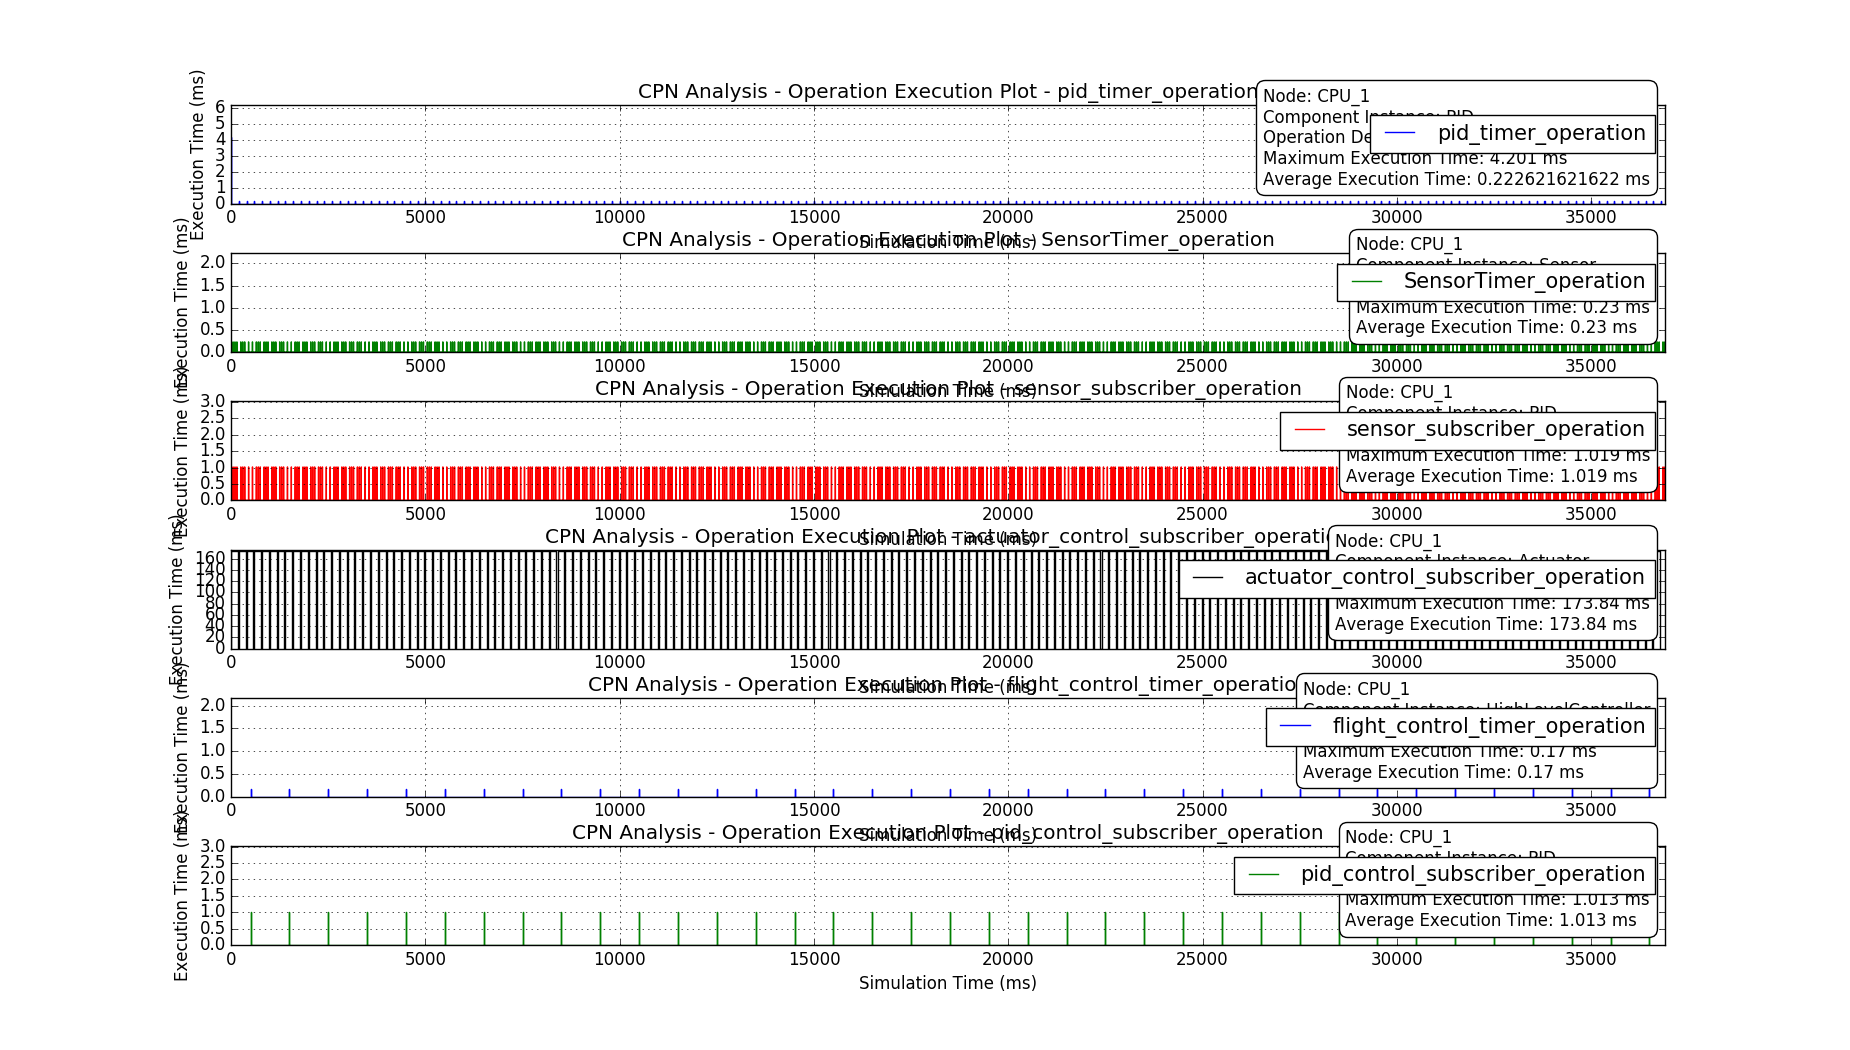 CPN Analysis - Operation Execution Plot - pid_timer_operation
Execution Time (ms)
6
5
4
3
2
1
0
Node: CPU_1
Component Instance: PID
Operation De
Maximum Execution Time: 4.201 ms
Average Execution Time: 0.222621621622 ms
pid_timer_operation
0 5000 10000 15000 20000 25000 30000 35000
Simulation Time (ms)
CPN Analysis - Operation Execution Plot - SensorTimer_operation
Execution Time (ms)
2.0
1.5
1.0
0.5
0.0
Node: CPU_1
Component Instance: Sensor
SensorTimer_operation
Maximum Execution Time: 0.23 ms
Average Execution Time: 0.23 ms
0 5000 10000 15000 20000 25000 30000 35000
Simulation Time (ms)
CPN Analysis - Operation Execution Plot - sensor_subscriber_operation
Execution Time (ms)
3.0
2.5
2.0
1.5
1.0
0.5
0.0
Node: CPU_1
Component Instance: PID
sensor_subscriber_operation
Maximum Execution Time: 1.019 ms
Average Execution Time: 1.019 ms
0 5000 10000 15000 20000 25000 30000 35000
Simulation Time (ms)
CPN Analysis - Operation Execution Plot - actuator_control_subscriber_operatio
Execution Time (ms)
160
140
120
100
80
60
40
20
0
Node: CPU_1
Component Instance: Actuator
actuator_control_subscriber_operation
Maximum Execution Time: 173.84 ms
Average Execution Time: 173.84 ms
0 5000 10000 15000 20000 25000 30000 35000
Simulation Time (ms)
CPN Analysis - Operation Execution Plot - flight_control_timer_operatio
Execution Time (ms)
2.0
1.5
1.0
0.5
0.0
Node: CPU_1
Component Instance: HighLevelController
flight_control_timer_operation
Maximum Execution Time: 0.17 ms
Average Execution Time: 0.17 ms
0 5000 10000 15000 20000 25000 30000 35000
Simulation Time (ms)
CPN Analysis - Operation Execution Plot - pid_control_subscriber_operation
Execution Time (ms)
3.0
2.5
2.0
1.5
1.0
0.5
0.0
Node: CPU_1
Component Instance: PID
pid_control_subscriber_operation
Maximum Execution Time: 1.013 ms
Average Execution Time: 1.013 ms
0 5000 10000 15000 20000 25000 30000 35000
Simulation Time (ms)